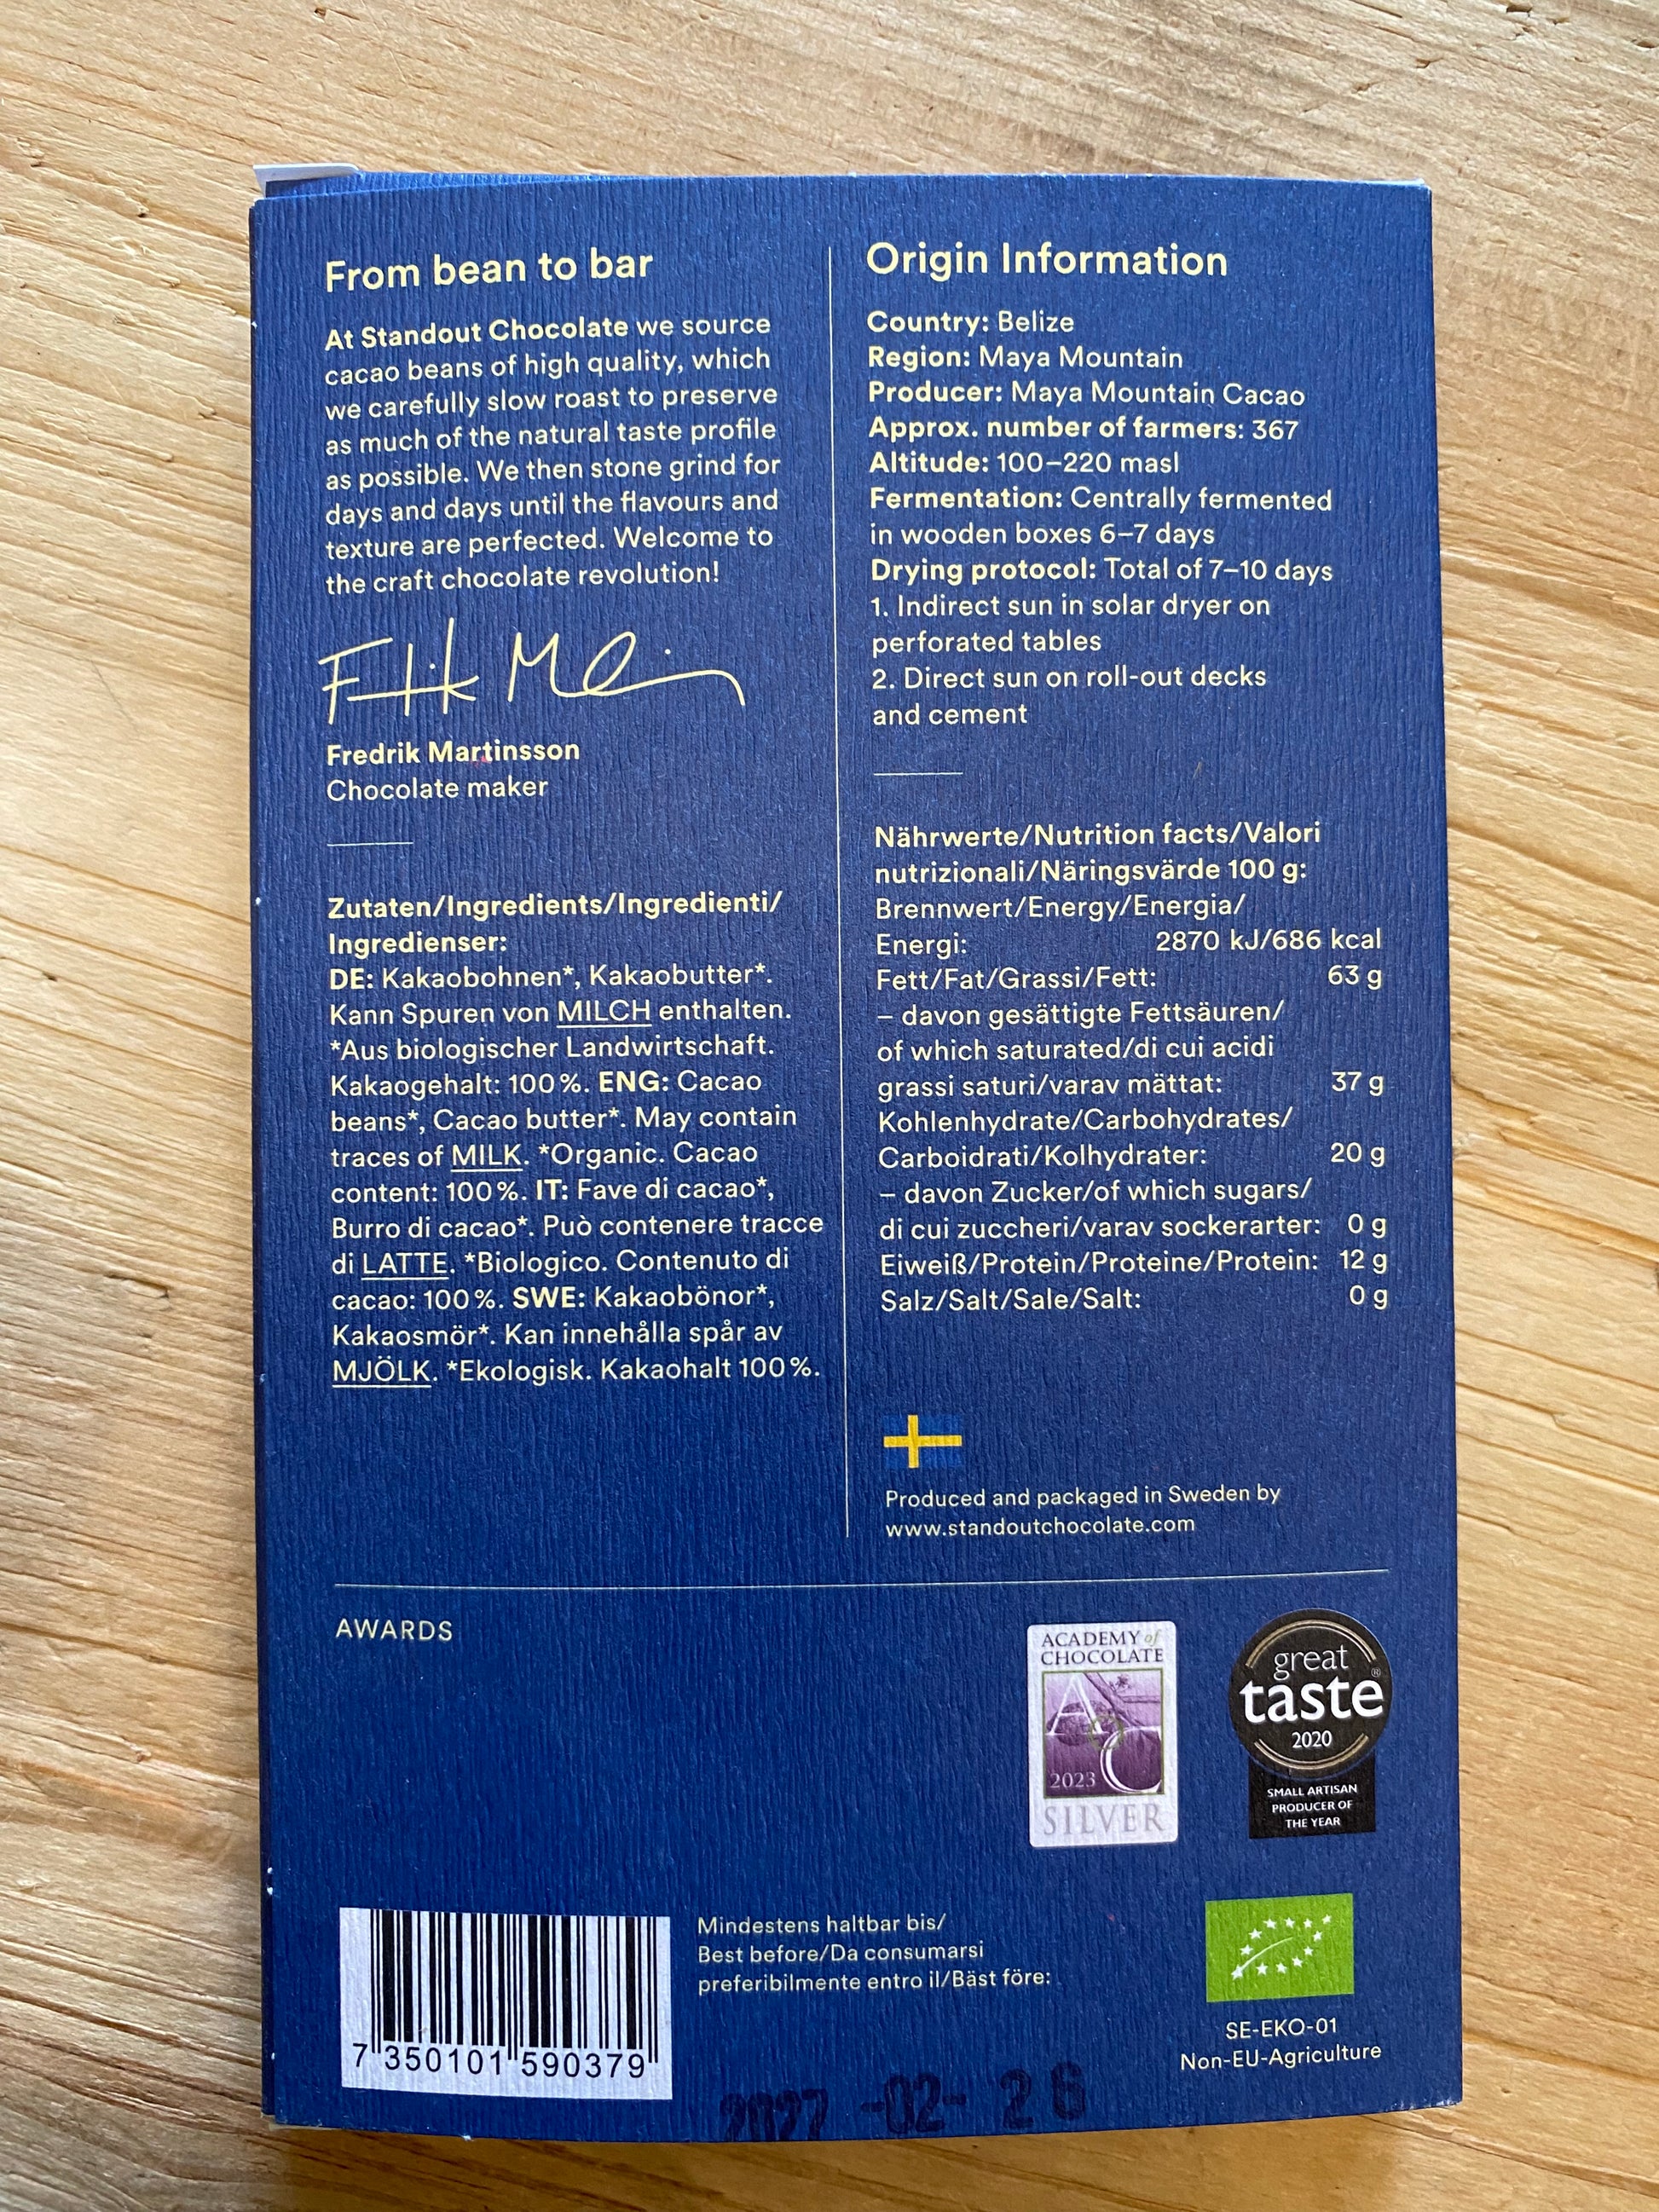 From bean to bar
At Standout Chocolate we source
cacao beans of high quality, which
we carefully slow roast to preserve
as much of the natural taste profile
as possible. We then stone grind for
days and days until the flavours and
texture are perfected. Welcome to
the craft chocolate revolution!
Fredrik Martinsson
Chocolate maker
Zutaten/Ingredients/Ingredienti/
Ingredienser:
DE: Kakaobohnen*, Kakaobutter*.
Kann Spuren von MILCH enthalten.
*Aus biologischer Landwirtschaft.
Kakaogehalt: 100 %. ENG: Cacao
beans*, Cacao butter*. May contain
traces of MILK. *Organic. Cacao
content: 100 %. IT: Fave di cacao*,
Burro di cacao*. Può contenere tracce
di LATTE. *Biologico. Contenuto di
cacao: 100 %. SWE: Kakaobönor*,
Kakaosmör*. Kan innehålla spår av
MJÖLK. *Ekologisk. Kakaohalt 100 %.
Origin Information
Country: Belize
Region: Maya Mountain
Producer: Maya Mountain Cacao
Approx. number of farmers: 367
Altitude: 100–220 masl
Fermentation: Centrally fermented
in wooden boxes 6–7 days
Drying protocol: Total of 7–10 days
1. Indirect sun in solar dryer on
perforated tables
2. Direct sun on roll-out decks
and cement
Nährwerte/Nutrition facts/Valori
nutrizionali/Näringsvärde 100 g:
Brennwert/Energy/Energia/
Energi: 2870 kJ/686 kcal
Fett/Fat/Grassi/Fett: 63 g
– davon gesättigte Fettsäuren/
of which saturated/di cui acidi
grassi saturi/varav mättat: 37 g
Kohlenhydrate/Carbohydrates/
Carboidrati/Kolhydrater: 20 g
– davon Zucker/of which sugars/
di cui zuccheri/varav sockerarter: 0 g
Eiweiß/Protein/Proteine/Protein: 12 g
Salz/Salt/Sale/Salt: 0 g
Produced and packaged in Sweden by
www.standoutchocolate.com
AWARDS
ACADEMY of
CHOCOLATE
2023
SILVER
great
taste®
2020
SMALL ARTISAN
PRODUCER OF
THE YEAR
7 350101 590379
Mindestens haltbar bis/
Best before/Da consumarsi
preferibilmente entro il/Bäst före:
2027 -02- 26
SE-EKO-01
Non-EU-Agriculture